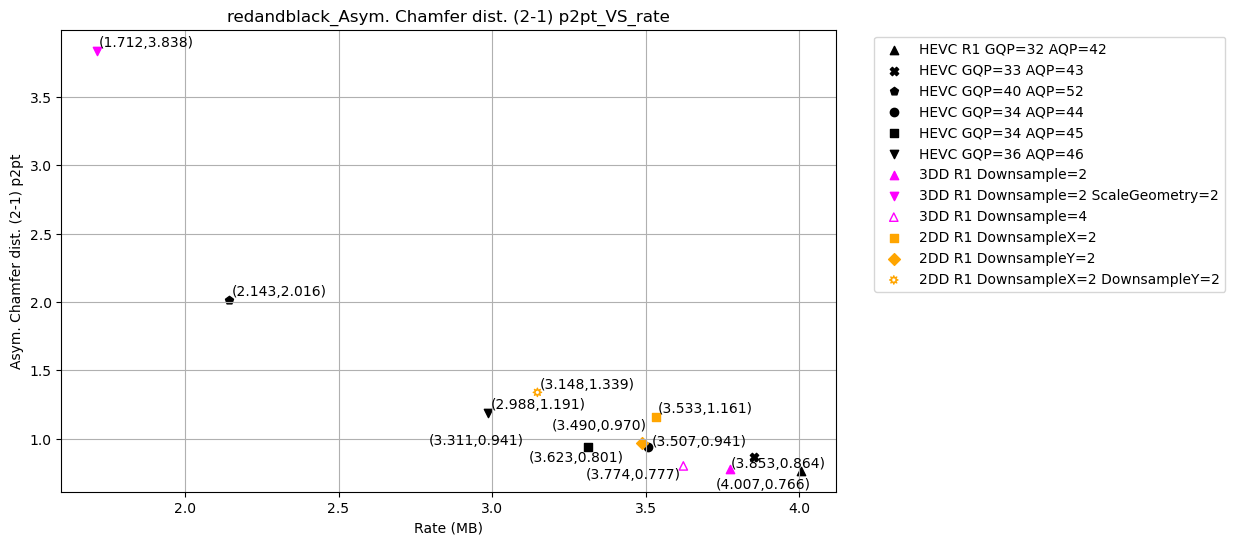 redandblack_Asym. Chamfer dist. (2-1) p2pt_VS_rate
(1.712,3.838)
(2.143,2.016)
(3.148,1.339)
(2.988,1.191)
(3.533,1.161)
(3.490,0.970)
(3.311,0.941)
(3.507,0.941)
(3.623,0.801)
(3.853,0.864)
(3.774,0.777)
(4.007,0.766)
3.5
3.0
2.5
2.0
1.5
1.0
Asym. Chamfer dist. (2-1) p2pt
2.0 2.5 3.0 3.5 4.0
Rate (MB)
HEVC R1 GQP=32 AQP=42
HEVC GQP=33 AQP=43
HEVC GQP=40 AQP=52
HEVC GQP=34 AQP=44
HEVC GQP=34 AQP=45
HEVC GQP=36 AQP=46
3DD R1 Downsample=2
3DD R1 Downsample=2 ScaleGeometry=2
3DD R1 Downsample=4
2DD R1 DownsampleX=2
2DD R1 DownsampleY=2
2DD R1 DownsampleX=2 DownsampleY=2